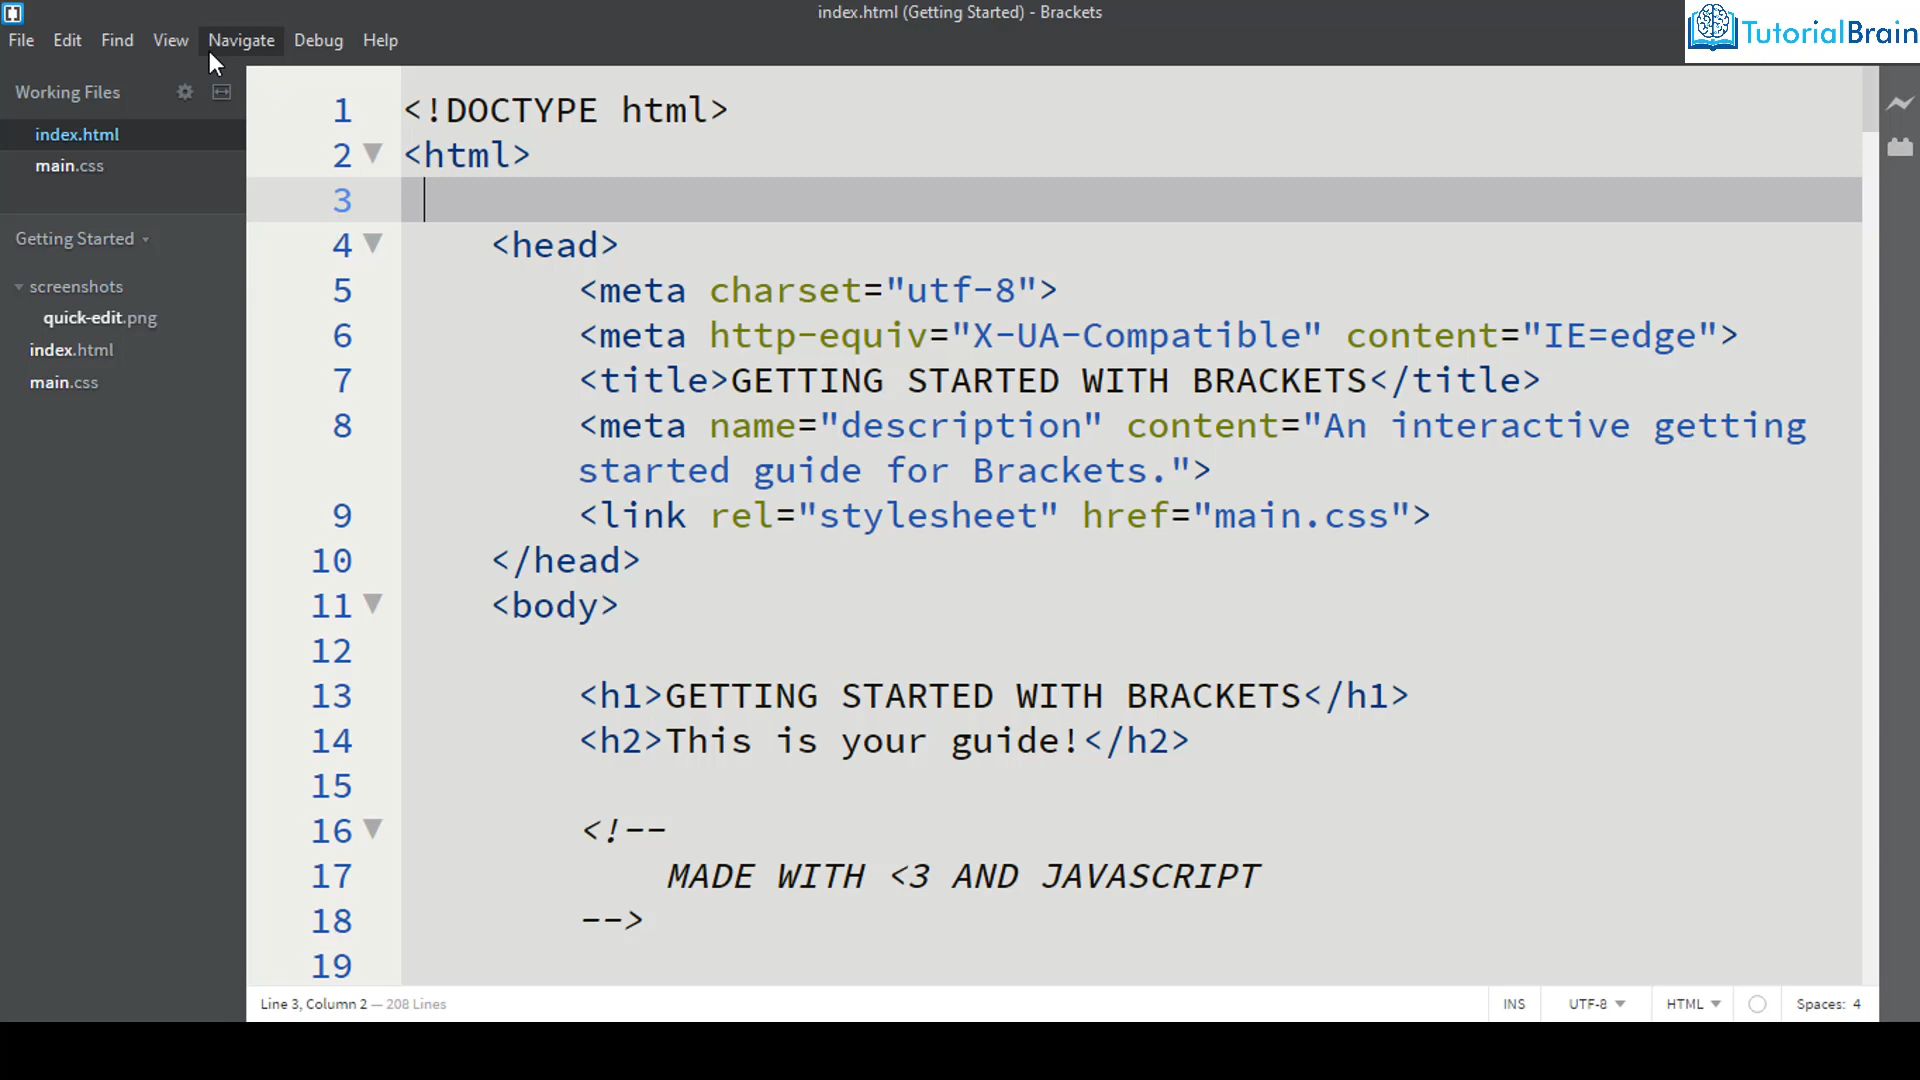 index.html (Getting Started) - Brackets
TutorialBrain
File Edit Find View Navigate Debug Help
Working Files
index.html
main.css
Getting Started
screenshots
quick-edit.png
index.html
main.css
1 <!DOCTYPE html>
2 <html>
3
4 <head>
5 <meta charset="utf-8">
6 <meta http-equiv="X-UA-Compatible" content="IE=edge">
7 <title>GETTING STARTED WITH BRACKETS</title>
8 <meta name="description" content="An interactive getting
started guide for Brackets.">
9 <link rel="stylesheet" href="main.css">
10 </head>
11 <body>
12
13 <h1>GETTING STARTED WITH BRACKETS</h1>
14 <h2>This is your guide!</h2>
15
16 <!--
17 MADE WITH <3 AND JAVASCRIPT
18 -->
19
Line 3, Column 2 — 208 Lines
INS UTF-8 HTML Spaces: 4